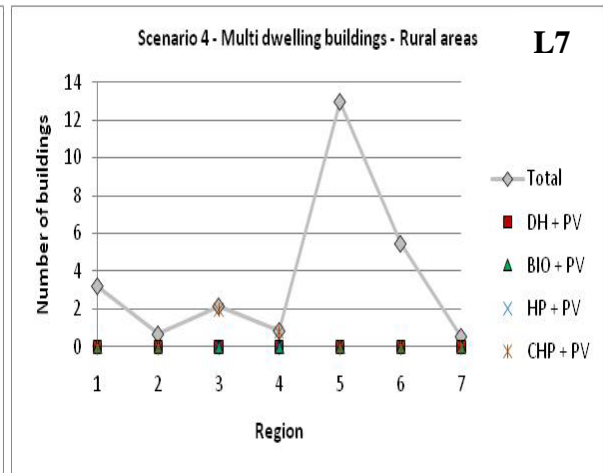 Scenario 4 - Multi dwelling buildings - Rural areas
L7
Number of buildings
14
12
10
8
6
4
2
0
1 2 3 4 5 6 7
Region
Total
DH + PV
BIO + PV
HP + PV
CHP + PV